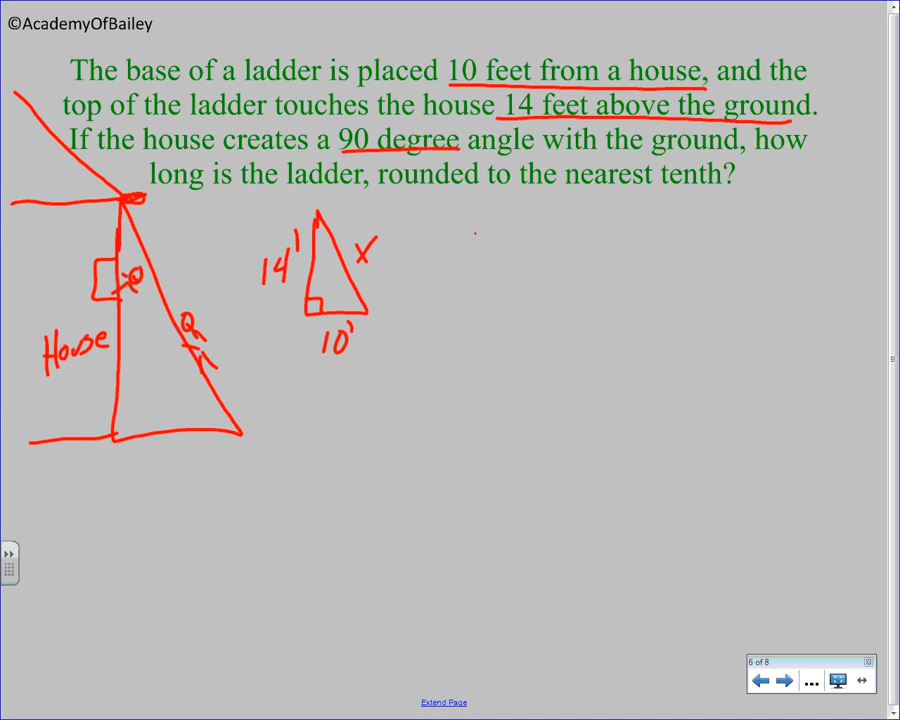 ©AcademyOfBailey
The base of a ladder is placed 10 feet from a house, and the
top of the ladder touches the house 14 feet above the ground.
If the house creates a 90 degree angle with the ground, how
long is the ladder, rounded to the nearest tenth?
14'
x
10'
House
6 of 8
...
Extend Page